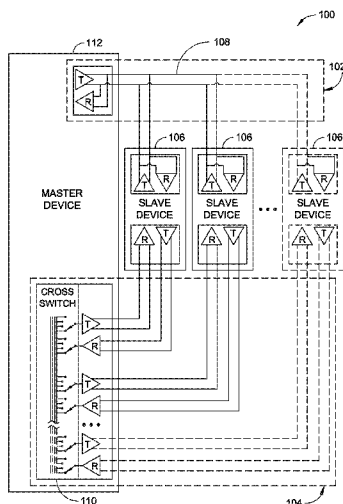 100
112
108
102
T
R
106
106
106
T
R
T
R
T
R
MASTER
DEVICE
SLAVE
DEVICE
SLAVE
DEVICE
SLAVE
DEVICE
R
T
R
T
R
T
CROSS
SWITCH
T
R
T
R
T
R
110
104